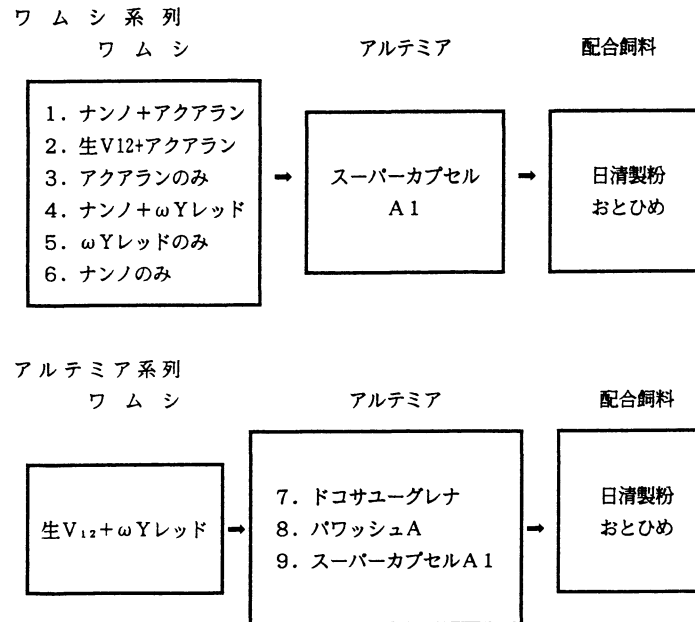 ワムシ系列
ワムシ アルテミア 配合飼料
1．ナンノ＋アクアラン
2．生V12+アクアラン
3．アクアランのみ
4．ナンノ＋ωYレッド
5．ωYレッドのみ
6．ナンノのみ
➡
スーパーカプセル
A1
➡
日清製粉
おとひめ
アルテミア系列
ワムシ アルテミア 配合飼料
生V₁₂＋ωYレッド
➡
7．ドコサユーグレナ
8．パワッシュA
9．スーパーカプセルA1
➡
日清製粉
おとひめ